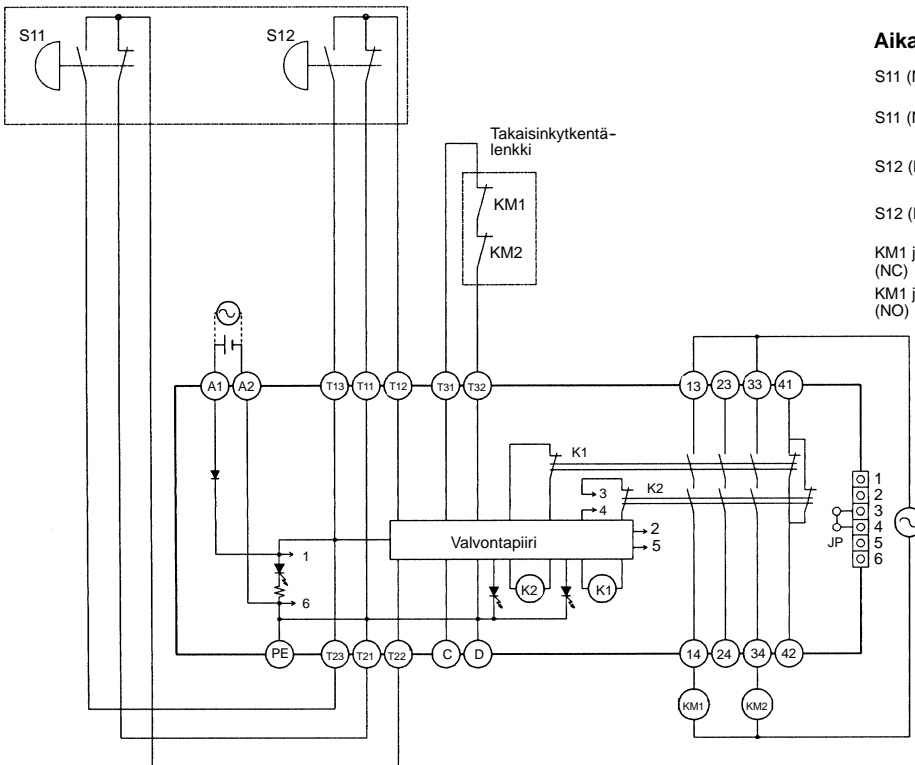 S11
S12
Aika
S11 (N
S11 (N
S12 (
S12 (
KM1 j
(NC)
KM1 j
(NO)
Takaisinkytkentä-
lenkki
KM1
KM2
A1 A2 T13 T11 T12 T31 T32 13 23 33 41
K1
K2
3
4
Valvontapiiri
2
5
1
6
K2 K1
JP
1
2
3
4
5
6
PE T23 T21 T22 C D 14 24 34 42
KM1 KM2